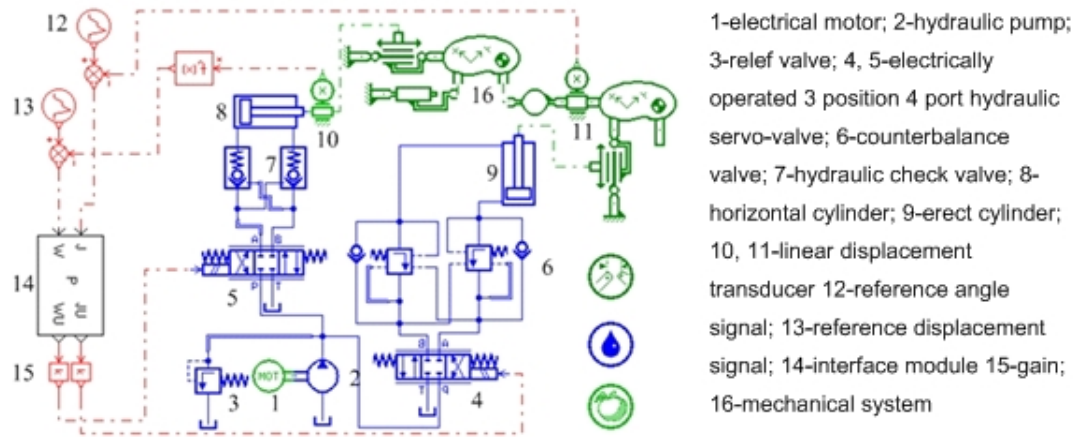 12
13
f(x)
8
10
16
11
7
9
A B
P T
5
6
W J
P
WU JU
14
15
MOT
3
1
2
B A
T P
4
1-electrical motor; 2-hydraulic pump;
3-relef valve; 4, 5-electrically
operated 3 position 4 port hydraulic
servo-valve; 6-counterbalance
valve; 7-hydraulic check valve; 8-
horizontal cylinder; 9-erect cylinder;
10, 11-linear displacement
transducer 12-reference angle
signal; 13-reference displacement
signal; 14-interface module 15-gain;
16-mechanical system